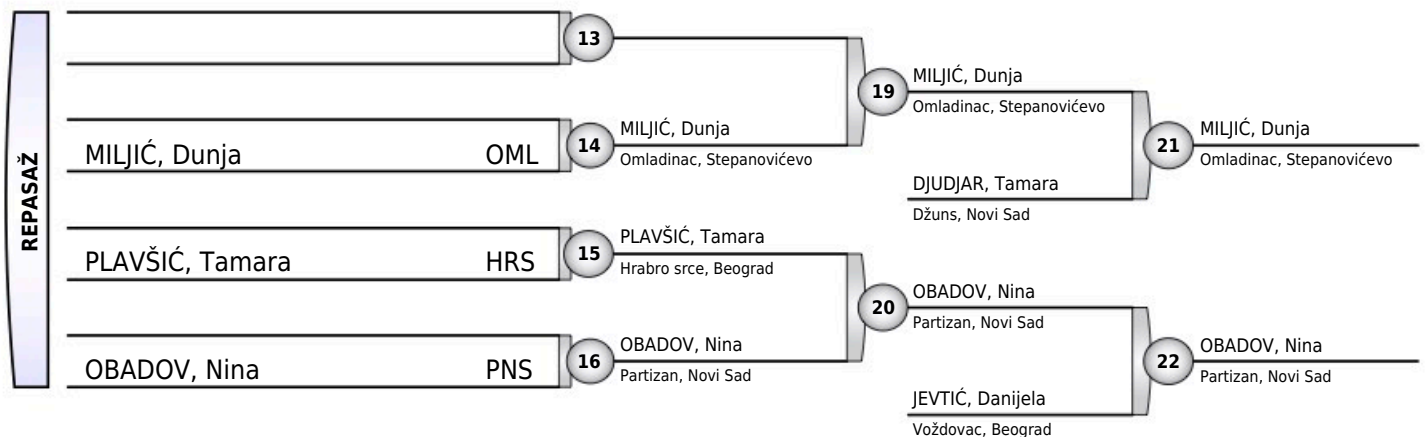 REPASAŽ
13
MILJIĆ, Dunja OML
14
MILJIĆ, Dunja
Omladinac, Stepanovićevo
PLAVŠIĆ, Tamara HRS
15
PLAVŠIĆ, Tamara
Hrabro srce, Beograd
OBADOV, Nina PNS
16
OBADOV, Nina
Partizan, Novi Sad
19
MILJIĆ, Dunja
Omladinac, Stepanovićevo
DJUDJAR, Tamara
Džuns, Novi Sad
20
OBADOV, Nina
Partizan, Novi Sad
JEVTIĆ, Danijela
Voždovac, Beograd
21
MILJIĆ, Dunja
Omladinac, Stepanovićevo
22
OBADOV, Nina
Partizan, Novi Sad